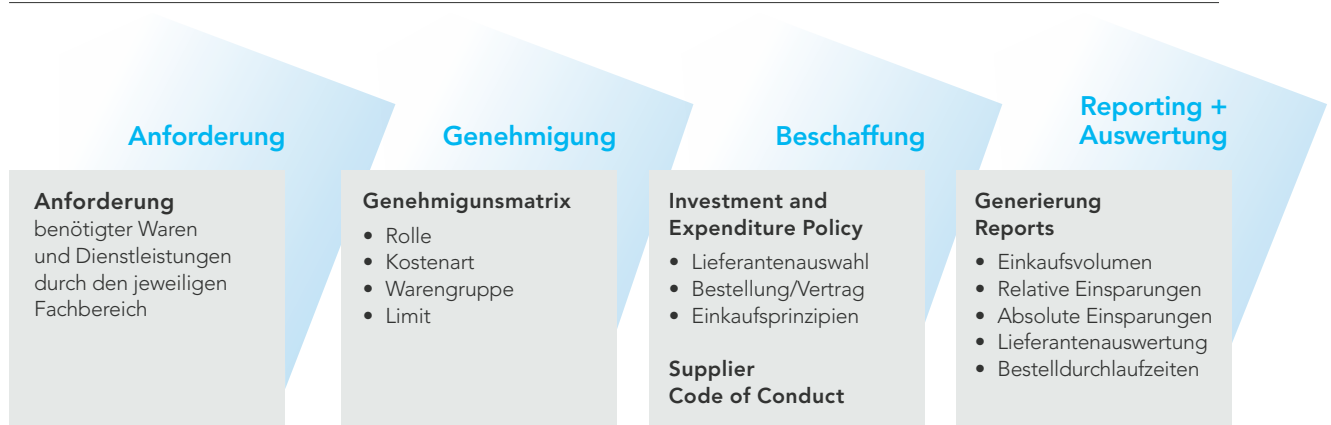 Anforderung
Genehmigung
Beschaffung
Reporting +
Auswertung
Anforderung
benötigter Waren
und Dienstleistungen
durch den jeweiligen
Fachbereich
Genehmigunsmatrix
• Rolle
• Kostenart
• Warengruppe
• Limit
Investment and
Expenditure Policy
• Lieferantenauswahl
• Bestellung/Vertrag
• Einkaufsprinzipien
Supplier
Code of Conduct
Generierung
Reports
• Einkaufsvolumen
• Relative Einsparungen
• Absolute Einsparungen
• Lieferantenauswertung
• Bestelldurchlaufzeiten